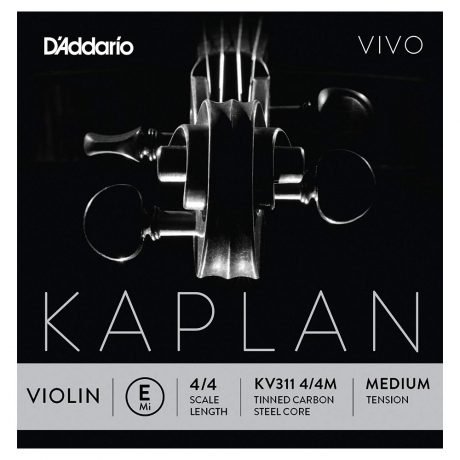 D'Addario
VIVO
KAPLAN
VIOLIN
E
Mi
4/4
SCALE
LENGTH
KV311 4/4M
TINNED CARBON
STEEL CORE
MEDIUM
TENSION